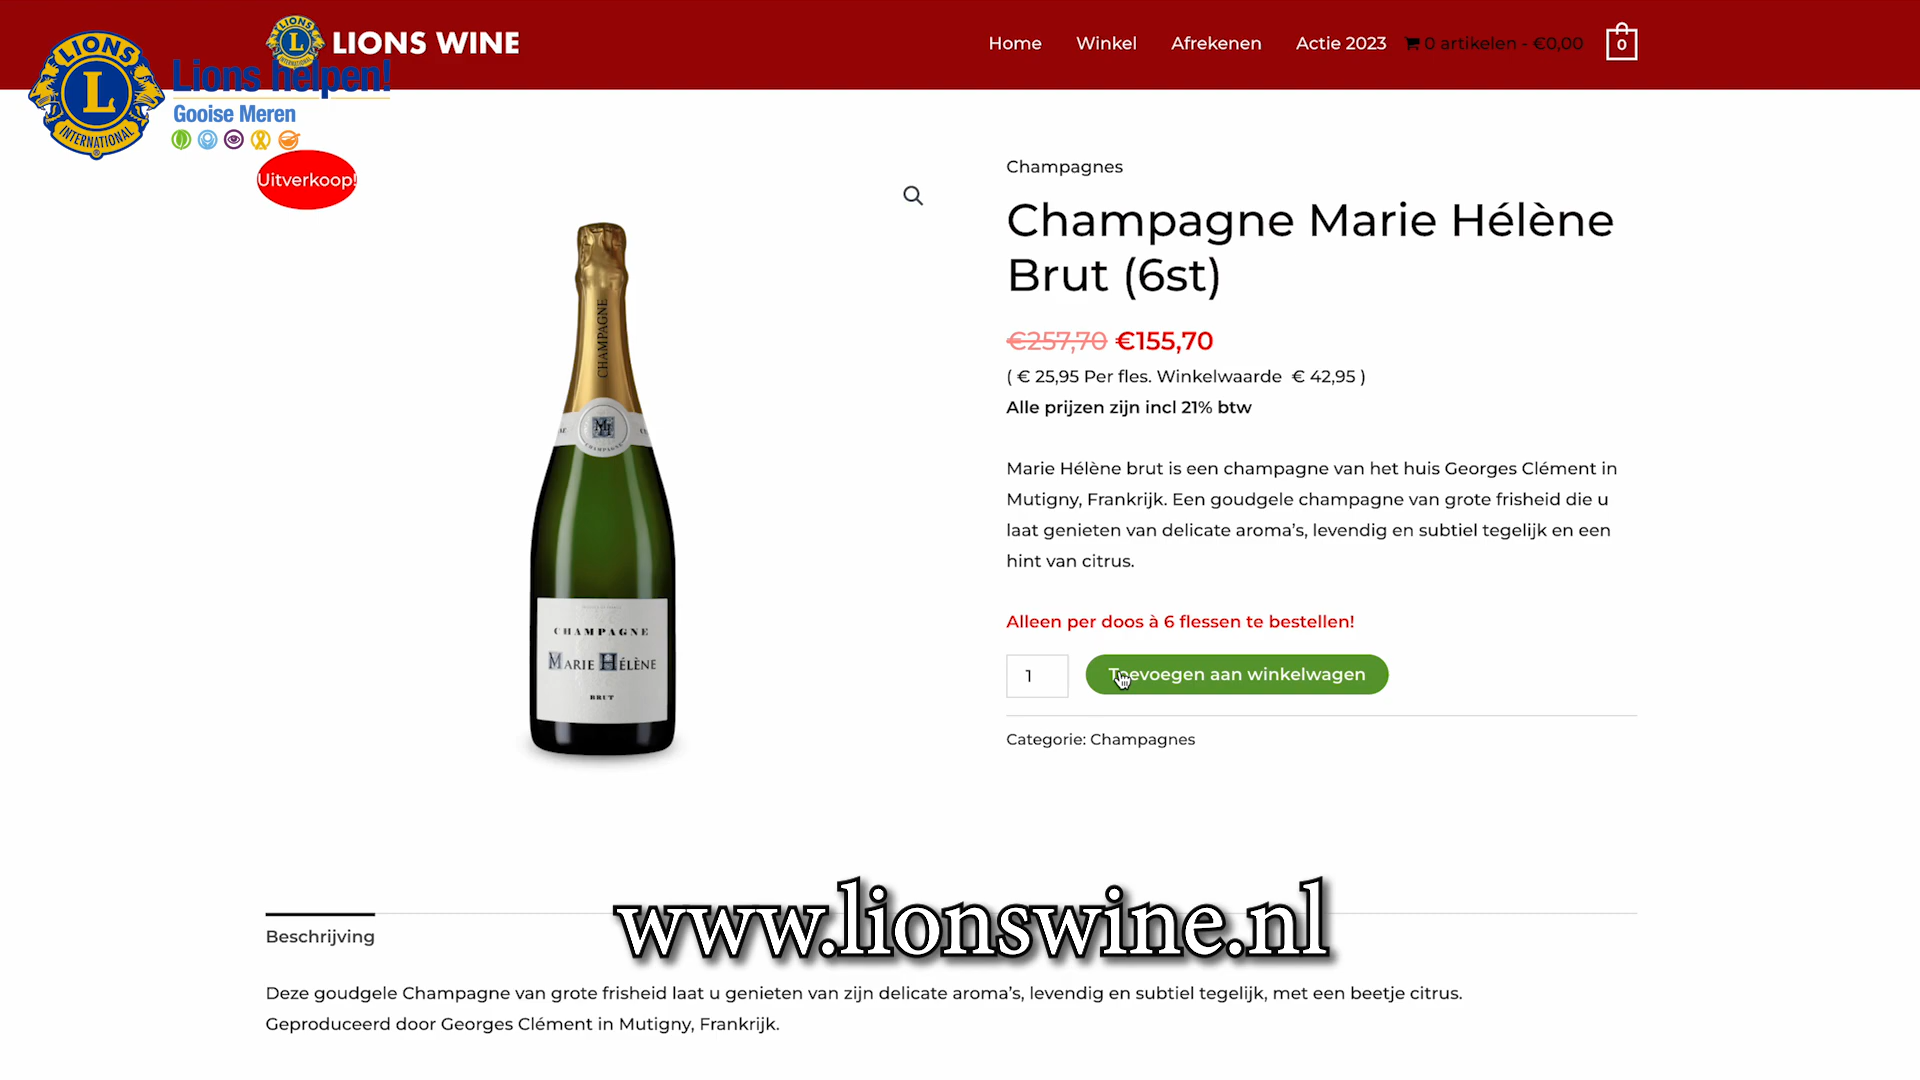 LIONS WINE
Home Winkel Afrekenen Actie 2023 0 artikelen - €0,00 0
LIONS
L
INTERNATIONAL
Lions helpen!
Gooise Meren
Uitverkoop!
Champagnes
Champagne Marie Hélène
Brut (6st)
€257,70 €155,70
( € 25,95 Per fles. Winkelwaarde € 42,95 )
Alle prijzen zijn incl 21% btw
Marie Hélène brut is een champagne van het huis Georges Clément in
Mutigny, Frankrijk. Een goudgele champagne van grote frisheid die u
laat genieten van delicate aroma's, levendig en subtiel tegelijk en een
hint van citrus.
Alleen per doos à 6 flessen te bestellen!
1 Toevoegen aan winkelwagen
Categorie: Champagnes
CHAMPAGNE
MH
CHAMPAGNE
MARIE HÉLÈNE
BRUT
www.lionswine.nl
Beschrijving
Deze goudgele Champagne van grote frisheid laat u genieten van zijn delicate aroma's, levendig en subtiel tegelijk, met een beetje citrus.
Geproduceerd door Georges Clément in Mutigny, Frankrijk.